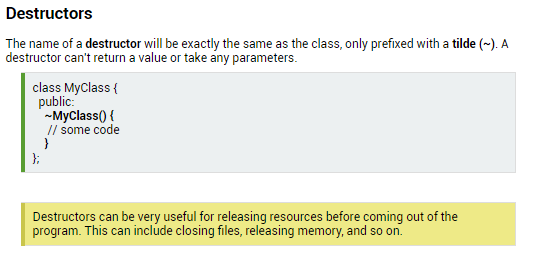 Destructors
The name of a destructor will be exactly the same as the class, only prefixed with a tilde (~). A
destructor can't return a value or take any parameters.
class MyClass {
public:
~MyClass() {
// some code
}
};
Destructors can be very useful for releasing resources before coming out of the
program. This can include closing files, releasing memory, and so on.